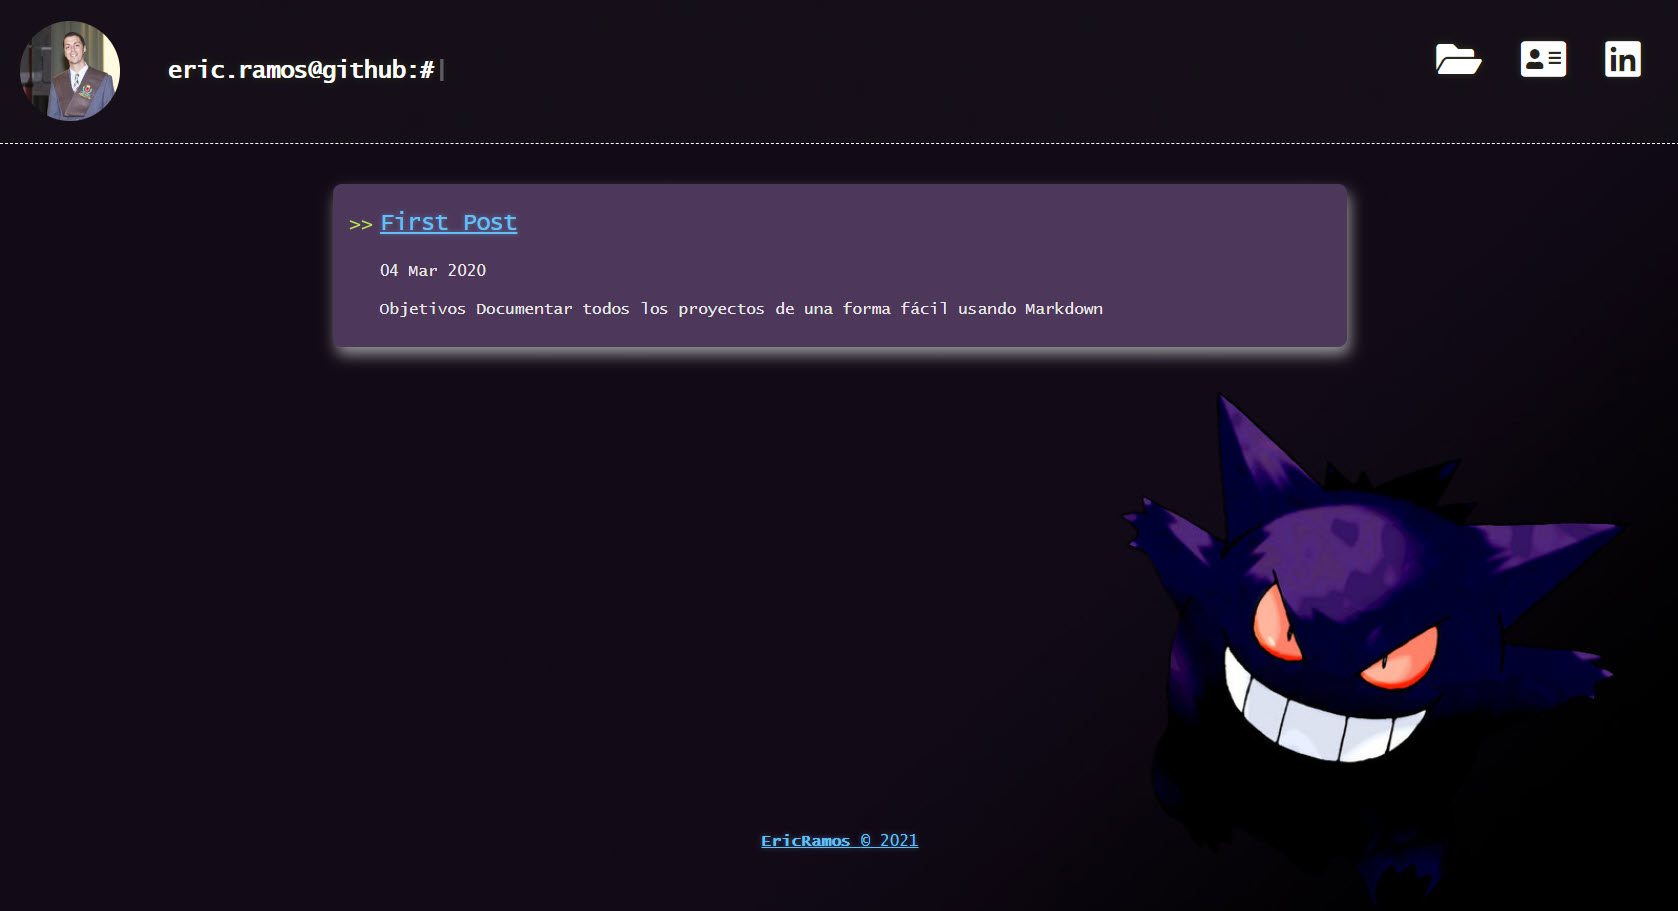 eric.ramos@github:#
>> First Post
04 Mar 2020
Objetivos Documentar todos los proyectos de una forma fácil usando Markdown
EricRamos © 2021